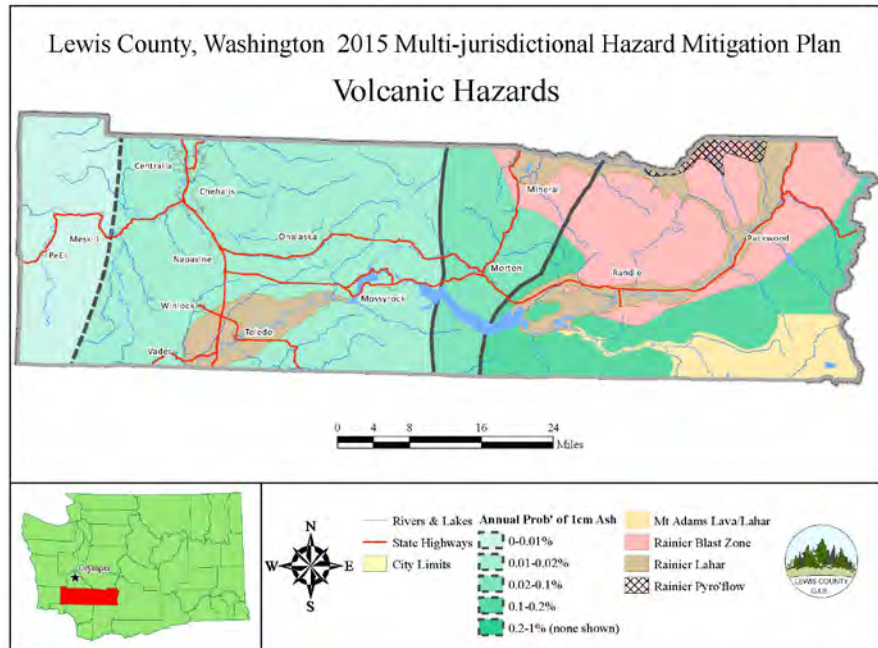 Lewis County, Washington 2015 Multi-jurisdictional Hazard Mitigation Plan
Volcanic Hazards
Centralia
Chehalis
Mineral
Meskill
PeEll
Onalaska
Napavine
Packwood
Morton
Randle
Mossyrock
Winlock
Toledo
Vader
0 4 8 16 24
Miles
Olympia
N
W E
S
Rivers & Lakes
State Highways
City Limits
Annual Prob' of 1cm Ash
0-0.01%
0.01-0.02%
0.02-0.1%
0.1-0.2%
0.2-1% (none shown)
Mt Adams Lava/Lahar
Rainier Blast Zone
Rainier Lahar
Rainier Pyro'flow
LEWIS COUNTY
G.I.S.